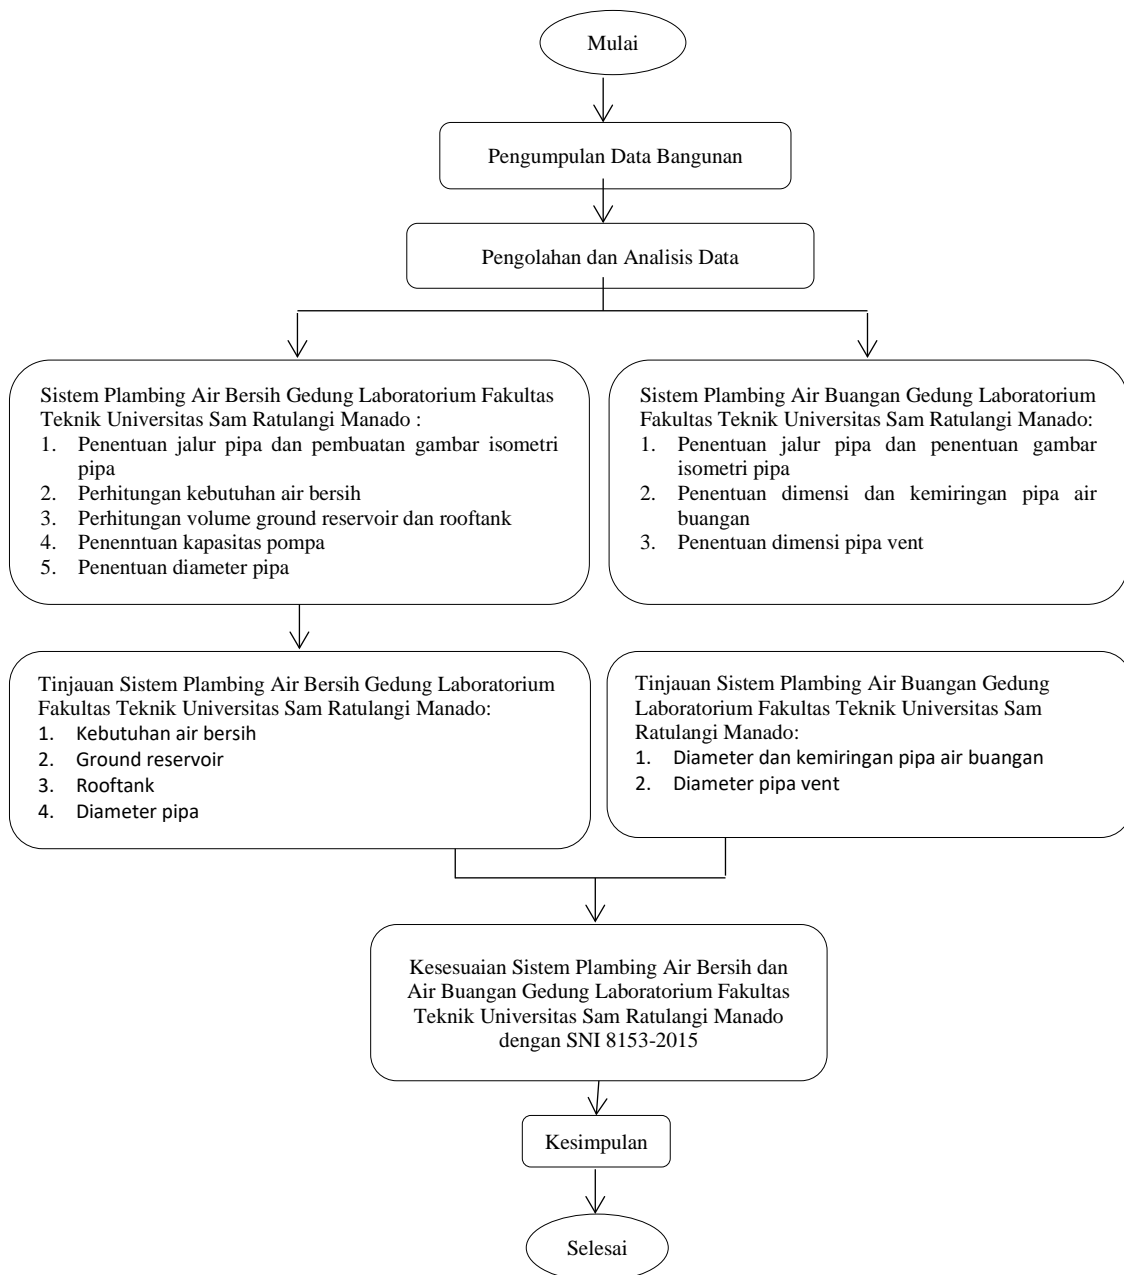 Mulai
Pengumpulan Data Bangunan
Pengolahan dan Analisis Data
Sistem Plambing Air Bersih Gedung Laboratorium Fakultas
Teknik Universitas Sam Ratulangi Manado :
1. Penentuan jalur pipa dan pembuatan gambar isometri
pipa
2. Perhitungan kebutuhan air bersih
3. Perhitungan volume ground reservoir dan rooftank
4. Penenntuan kapasitas pompa
5. Penentuan diameter pipa
Sistem Plambing Air Buangan Gedung Laboratorium
Fakultas Teknik Universitas Sam Ratulangi Manado:
1. Penentuan jalur pipa dan penentuan gambar
isometri pipa
2. Penentuan dimensi dan kemiringan pipa air
buangan
3. Penentuan dimensi pipa vent
Tinjauan Sistem Plambing Air Bersih Gedung Laboratorium
Fakultas Teknik Universitas Sam Ratulangi Manado:
1. Kebutuhan air bersih
2. Ground reservoir
3. Rooftank
4. Diameter pipa
Tinjauan Sistem Plambing Air Buangan Gedung
Laboratorium Fakultas Teknik Universitas Sam
Ratulangi Manado:
1. Diameter dan kemiringan pipa air buangan
2. Diameter pipa vent
Kesesuaian Sistem Plambing Air Bersih dan
Air Buangan Gedung Laboratorium Fakultas
Teknik Universitas Sam Ratulangi Manado
dengan SNI 8153-2015
Kesimpulan
Selesai